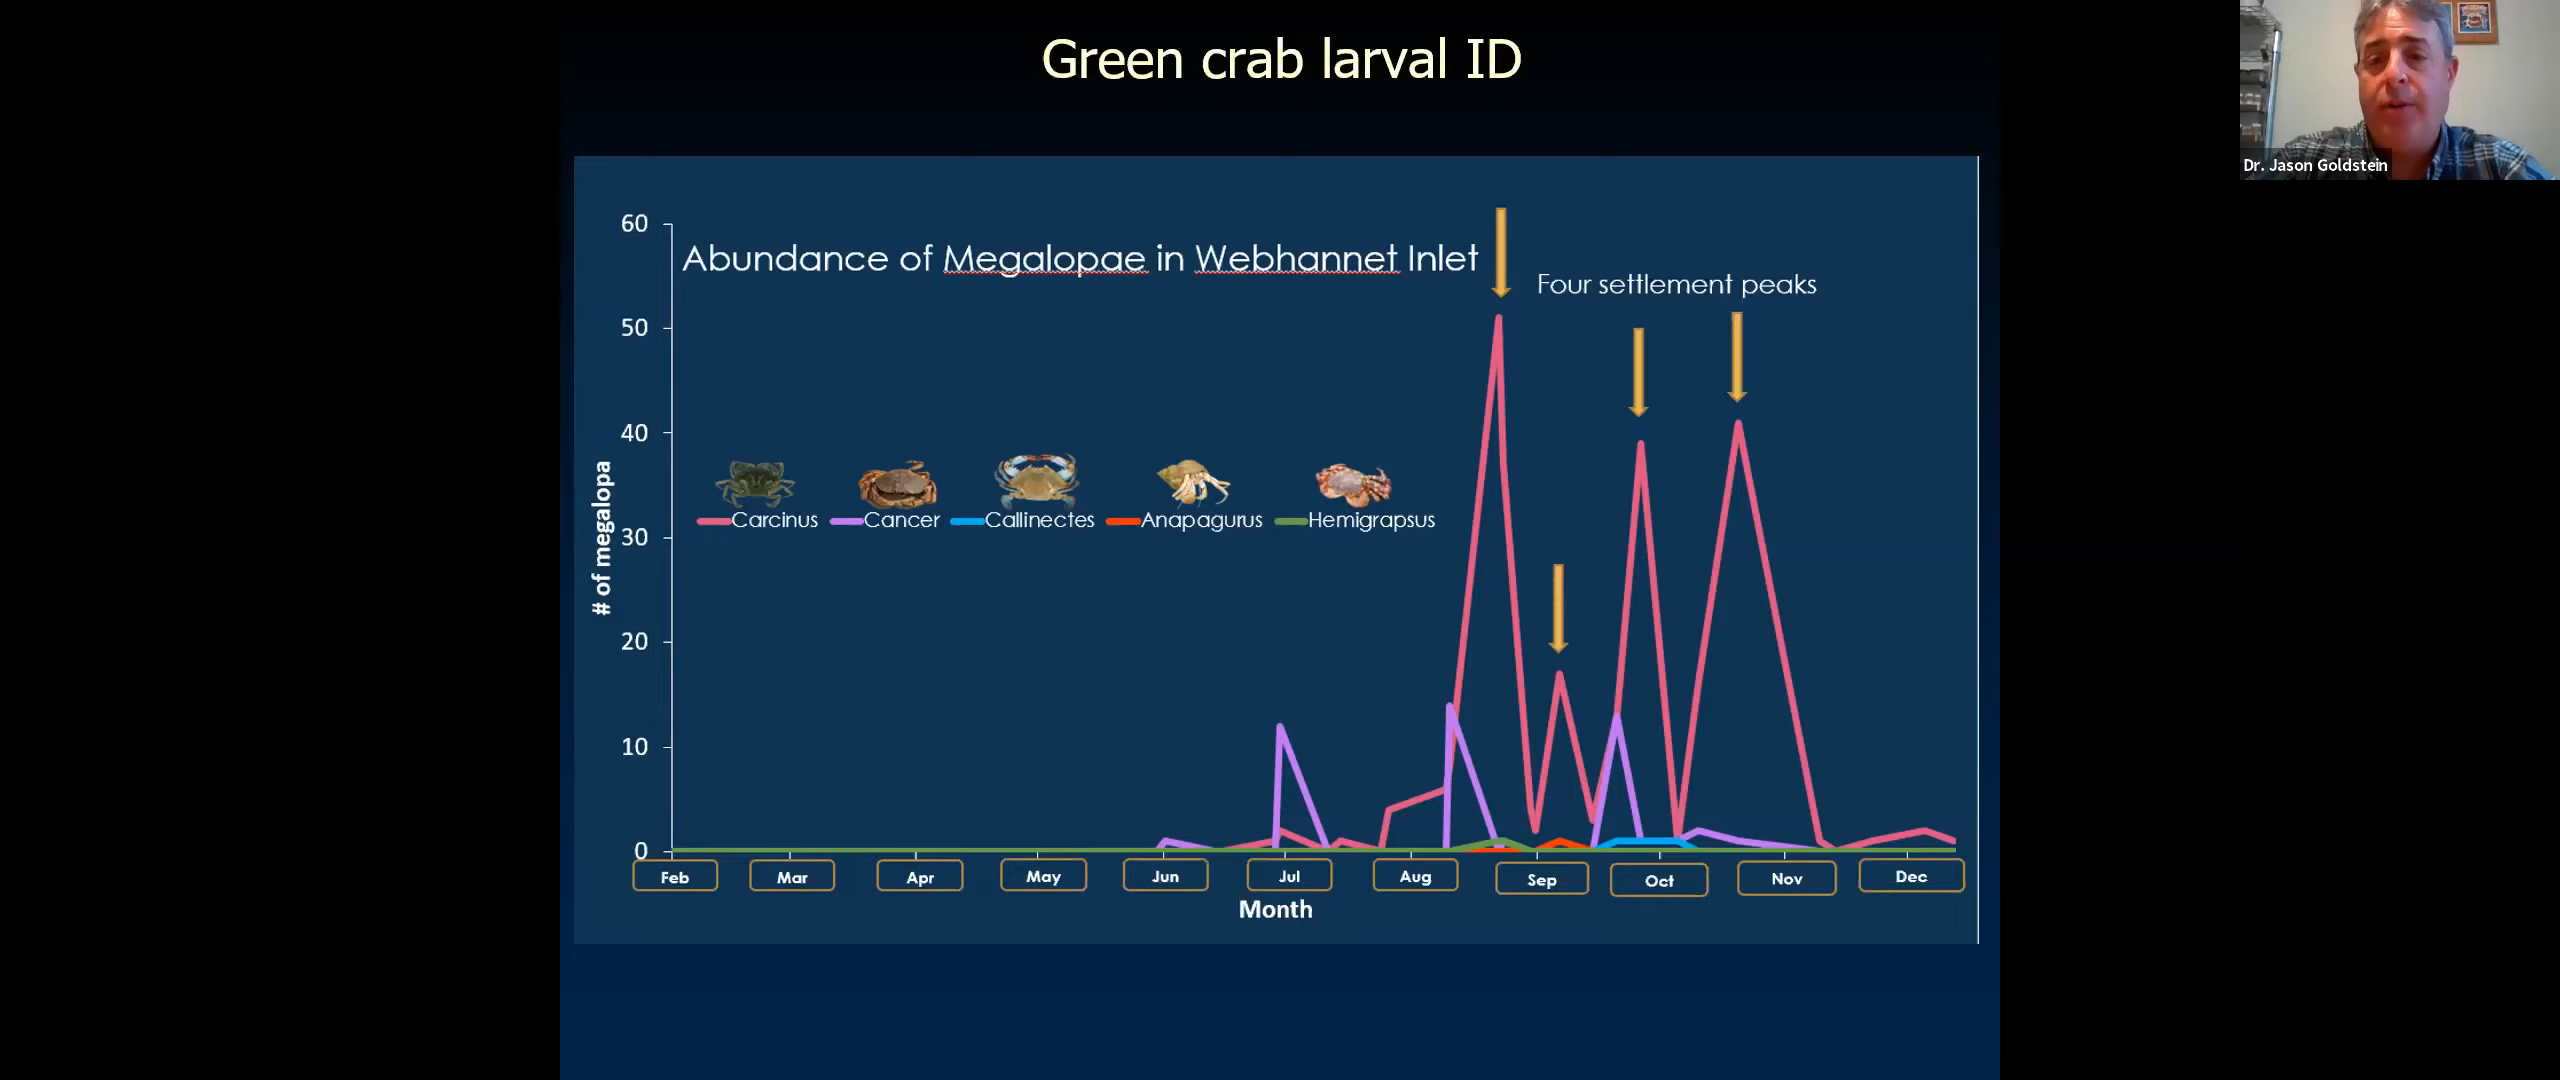 Green crab larval ID
Dr. Jason Goldstein
Abundance of Megalopae in Webhannet Inlet
Four settlement peaks
60
50
40
30
20
10
0
# of megalopa
Carcinus Cancer Callinectes Anapagurus Hemigrapsus
Feb Mar Apr May Jun Jul Aug Sep Oct Nov Dec
Month